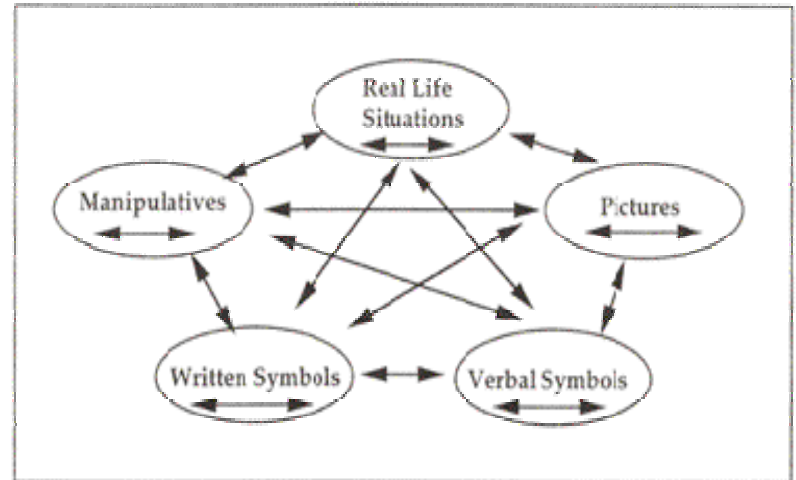 Real Life
Situations
Manipulatives
Pictures
Written Symbols
Verbal Symbols